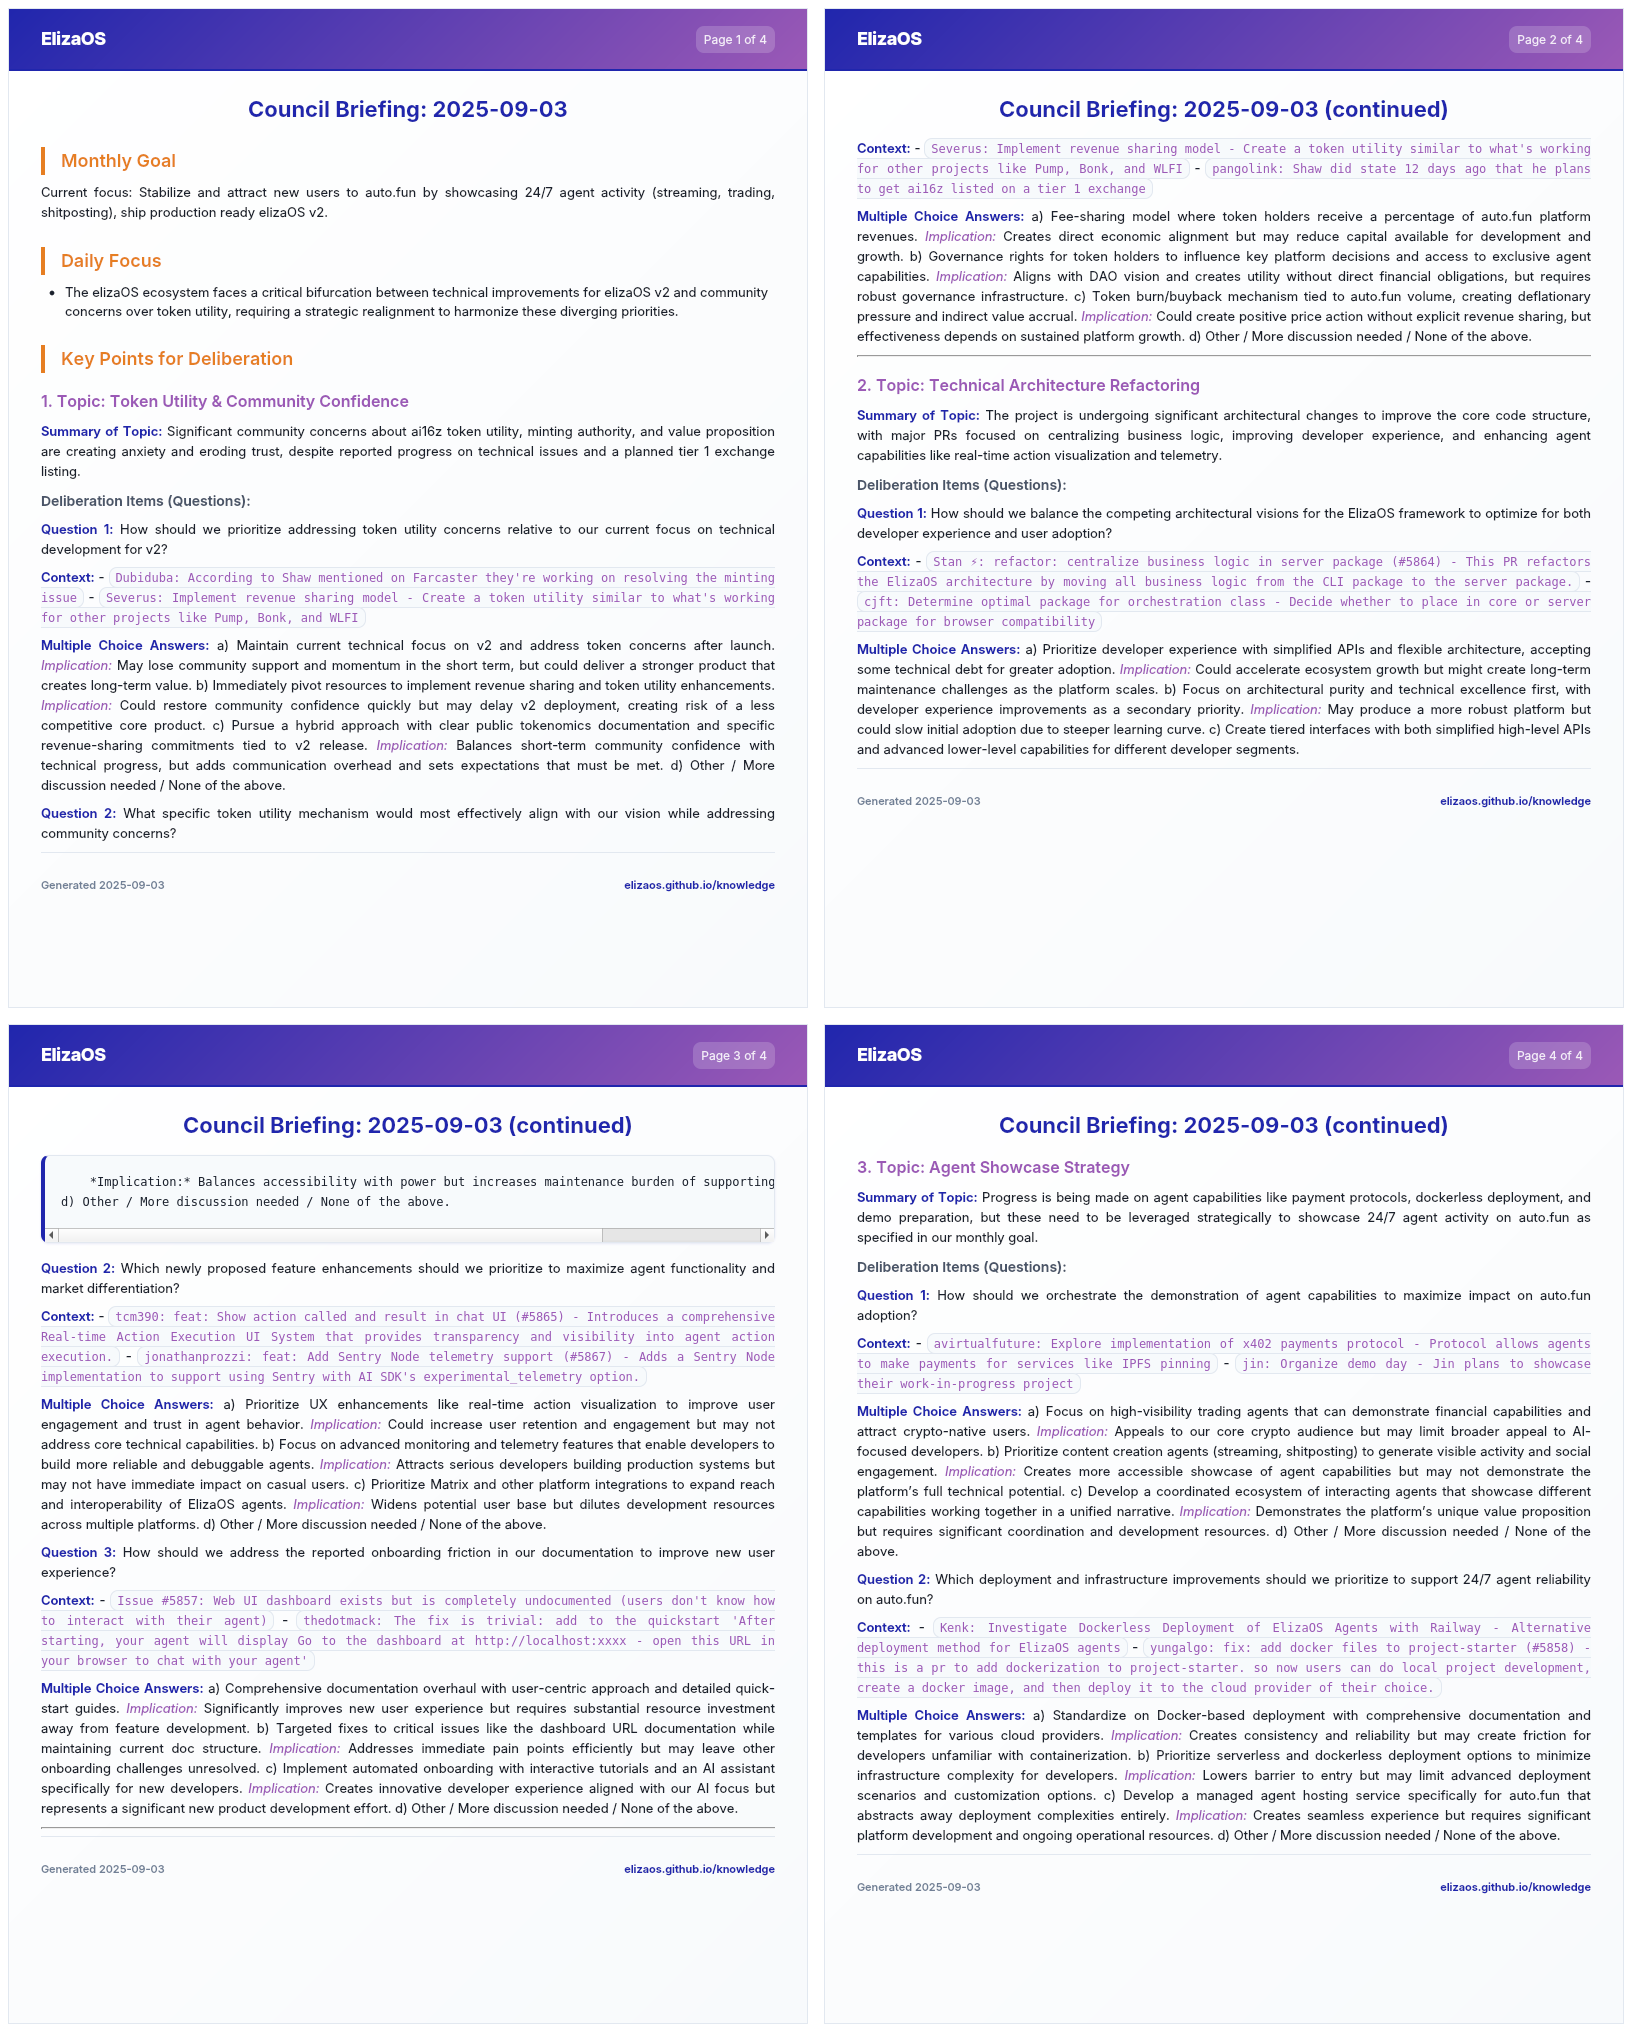 ElizaOS
Page 1 of 4
Council Briefing: 2025-09-03
Monthly Goal
Current focus: Stabilize and attract new users to auto.fun by showcasing 24/7 agent activity (streaming, trading,
shitposting), ship production ready elizaOS v2.
Daily Focus
• The elizaOS ecosystem faces a critical bifurcation between technical improvements for elizaOS v2 and community
concerns over token utility, requiring a strategic realignment to harmonize these diverging priorities.
Key Points for Deliberation
1. Topic: Token Utility & Community Confidence
Summary of Topic: Significant community concerns about ai16z token utility, minting authority, and value proposition
are creating anxiety and eroding trust, despite reported progress on technical issues and a planned tier 1 exchange
listing.
Deliberation Items (Questions):
Question 1: How should we prioritize addressing token utility concerns relative to our current focus on technical
development for v2?
Context: - Dubiduba: According to Shaw mentioned on Farcaster they're working on resolving the minting
issue - Severus: Implement revenue sharing model - Create a token utility similar to what's working
for other projects like Pump, Bonk, and WLFI
Multiple Choice Answers: a) Maintain current technical focus on v2 and address token concerns after launch.
Implication: May lose community support and momentum in the short term, but could deliver a stronger product that
creates long-term value. b) Immediately pivot resources to implement revenue sharing and token utility enhancements.
Implication: Could restore community confidence quickly but may delay v2 deployment, creating risk of a less
competitive core product. c) Pursue a hybrid approach with clear public tokenomics documentation and specific
revenue-sharing commitments tied to v2 release. Implication: Balances short-term community confidence with
technical progress, but adds communication overhead and sets expectations that must be met. d) Other / More
discussion needed / None of the above.
Question 2: What specific token utility mechanism would most effectively align with our vision while addressing
community concerns?
Generated 2025-09-03
elizaos.github.io/knowledge
ElizaOS
Page 2 of 4
Council Briefing: 2025-09-03 (continued)
Context: - Severus: Implement revenue sharing model - Create a token utility similar to what's working
for other projects like Pump, Bonk, and WLFI - pangolink: Shaw did state 12 days ago that he plans
to get ai16z listed on a tier 1 exchange
Multiple Choice Answers: a) Fee-sharing model where token holders receive a percentage of auto.fun platform
revenues. Implication: Creates direct economic alignment but may reduce capital available for development and
growth. b) Governance rights for token holders to influence key platform decisions and access to exclusive agent
capabilities. Implication: Aligns with DAO vision and creates utility without direct financial obligations, but requires
robust governance infrastructure. c) Token burn/buyback mechanism tied to auto.fun volume, creating deflationary
pressure and indirect value accrual. Implication: Could create positive price action without explicit revenue sharing, but
effectiveness depends on sustained platform growth. d) Other / More discussion needed / None of the above.
2. Topic: Technical Architecture Refactoring
Summary of Topic: The project is undergoing significant architectural changes to improve the core code structure,
with major PRs focused on centralizing business logic, improving developer experience, and enhancing agent
capabilities like real-time action visualization and telemetry.
Deliberation Items (Questions):
Question 1: How should we balance the competing architectural visions for the ElizaOS framework to optimize for both
developer experience and user adoption?
Context: - Stan ⚡: refactor: centralize business logic in server package (#5864) - This PR refactors
the ElizaOS architecture by moving all business logic from the CLI package to the server package. -
cjft: Determine optimal package for orchestration class - Decide whether to place in core or server
package for browser compatibility
Multiple Choice Answers: a) Prioritize developer experience with simplified APIs and flexible architecture, accepting
some technical debt for greater adoption. Implication: Could accelerate ecosystem growth but might create long-term
maintenance challenges as the platform scales. b) Focus on architectural purity and technical excellence first, with
developer experience improvements as a secondary priority. Implication: May produce a more robust platform but
could slow initial adoption due to steeper learning curve. c) Create tiered interfaces with both simplified high-level APIs
and advanced lower-level capabilities for different developer segments.
Generated 2025-09-03
elizaos.github.io/knowledge
ElizaOS
Page 3 of 4
Council Briefing: 2025-09-03 (continued)
*Implication:* Balances accessibility with power but increases maintenance burden of supporting
d) Other / More discussion needed / None of the above.
Question 2: Which newly proposed feature enhancements should we prioritize to maximize agent functionality and
market differentiation?
Context: - tcm390: feat: Show action called and result in chat UI (#5865) - Introduces a comprehensive
Real-time Action Execution UI System that provides transparency and visibility into agent action
execution. - jonathanprozzi: feat: Add Sentry Node telemetry support (#5867) - Adds a Sentry Node
implementation to support using Sentry with AI SDK's experimental_telemetry option.
Multiple Choice Answers: a) Prioritize UX enhancements like real-time action visualization to improve user
engagement and trust in agent behavior. Implication: Could increase user retention and engagement but may not
address core technical capabilities. b) Focus on advanced monitoring and telemetry features that enable developers to
build more reliable and debuggable agents. Implication: Attracts serious developers building production systems but
may not have immediate impact on casual users. c) Prioritize Matrix and other platform integrations to expand reach
and interoperability of ElizaOS agents. Implication: Widens potential user base but dilutes development resources
across multiple platforms. d) Other / More discussion needed / None of the above.
Question 3: How should we address the reported onboarding friction in our documentation to improve new user
experience?
Context: - Issue #5857: Web UI dashboard exists but is completely undocumented (users don't know how
to interact with their agent) - thedotmack: The fix is trivial: add to the quickstart 'After
starting, your agent will display Go to the dashboard at http://localhost:xxxx - open this URL in
your browser to chat with your agent'
Multiple Choice Answers: a) Comprehensive documentation overhaul with user-centric approach and detailed quick-
start guides. Implication: Significantly improves new user experience but requires substantial resource investment
away from feature development. b) Targeted fixes to critical issues like the dashboard URL documentation while
maintaining current doc structure. Implication: Addresses immediate pain points efficiently but may leave other
onboarding challenges unresolved. c) Implement automated onboarding with interactive tutorials and an AI assistant
specifically for new developers. Implication: Creates innovative developer experience aligned with our AI focus but
represents a significant new product development effort. d) Other / More discussion needed / None of the above.
Generated 2025-09-03
elizaos.github.io/knowledge
ElizaOS
Page 4 of 4
Council Briefing: 2025-09-03 (continued)
3. Topic: Agent Showcase Strategy
Summary of Topic: Progress is being made on agent capabilities like payment protocols, dockerless deployment, and
demo preparation, but these need to be leveraged strategically to showcase 24/7 agent activity on auto.fun as
specified in our monthly goal.
Deliberation Items (Questions):
Question 1: How should we orchestrate the demonstration of agent capabilities to maximize impact on auto.fun
adoption?
Context: - avirtualfuture: Explore implementation of x402 payments protocol - Protocol allows agents
to make payments for services like IPFS pinning - jin: Organize demo day - Jin plans to showcase
their work-in-progress project
Multiple Choice Answers: a) Focus on high-visibility trading agents that can demonstrate financial capabilities and
attract crypto-native users. Implication: Appeals to our core crypto audience but may limit broader appeal to AI-
focused developers. b) Prioritize content creation agents (streaming, shitposting) to generate visible activity and social
engagement. Implication: Creates more accessible showcase of agent capabilities but may not demonstrate the
platform's full technical potential. c) Develop a coordinated ecosystem of interacting agents that showcase different
capabilities working together in a unified narrative. Implication: Demonstrates the platform's unique value proposition
but requires significant coordination and development resources. d) Other / More discussion needed / None of the
above.
Question 2: Which deployment and infrastructure improvements should we prioritize to support 24/7 agent reliability
on auto.fun?
Context: - Kenk: Investigate Dockerless Deployment of ElizaOS Agents with Railway - Alternative
deployment method for ElizaOS agents - yungalgo: fix: add docker files to project-starter (#5858) -
this is a pr to add dockerization to project-starter. so now users can do local project development,
create a docker image, and then deploy it to the cloud provider of their choice.
Multiple Choice Answers: a) Standardize on Docker-based deployment with comprehensive documentation and
templates for various cloud providers. Implication: Creates consistency and reliability but may create friction for
developers unfamiliar with containerization. b) Prioritize serverless and dockerless deployment options to minimize
infrastructure complexity for developers. Implication: Lowers barrier to entry but may limit advanced deployment
scenarios and customization options. c) Develop a managed agent hosting service specifically for auto.fun that
abstracts away deployment complexities entirely. Implication: Creates seamless experience but requires significant
platform development and ongoing operational resources. d) Other / More discussion needed / None of the above.
Generated 2025-09-03
elizaos.github.io/knowledge